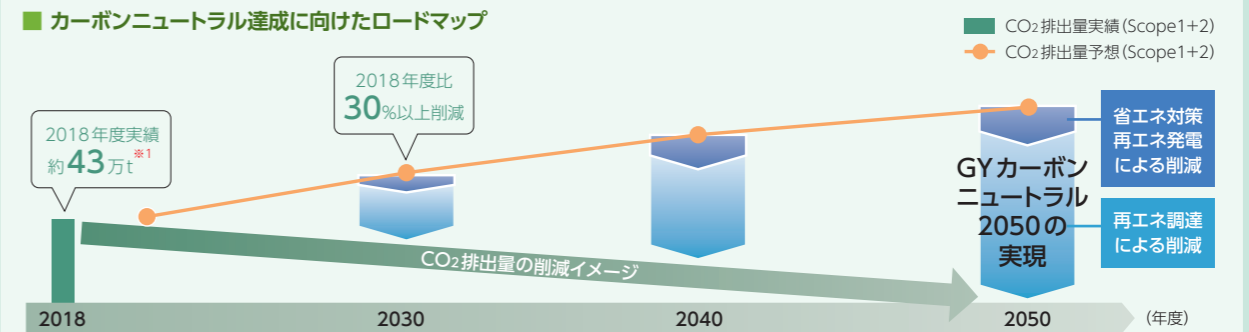 ■ カーボンニュートラル達成に向けたロードマップ
CO2排出量実績(Scope1+2)
CO2排出量予想(Scope1+2)
2018年度実績
約43万t※1
2018年度比
30%以上削減
省エネ対策
再エネ発電
による削減
GYカーボン
ニュートラル
2050の
実現
再エネ調達
による削減
CO2排出量の削減イメージ
2018
2030
2040
2050
(年度)